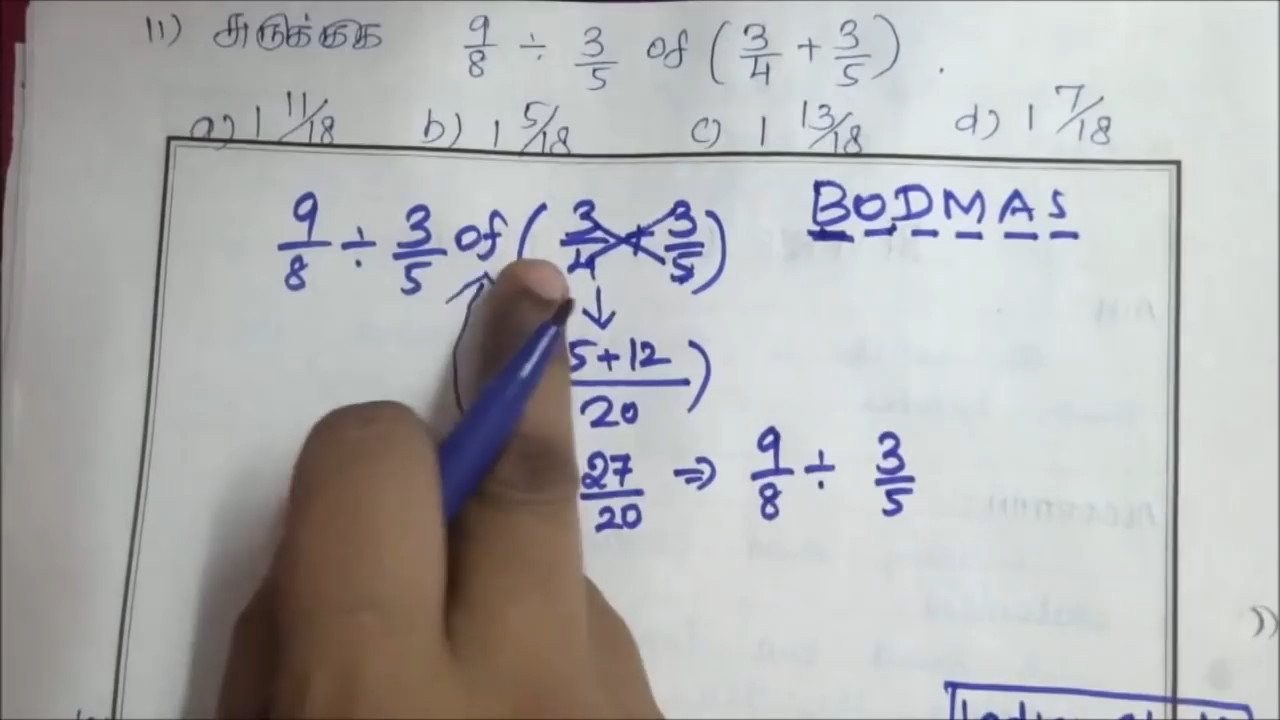 11) சுருக்குக 9/8 ÷ 3/5 of (3/4 + 3/5).
a) 1 11/18 b) 1 5/18 c) 1 13/18 d) 1 7/18
9/8 ÷ 3/5 of (3/4 + 3/5) BODMAS
5+12/20)
27/20 ⇒ 9/8 ÷ 3/5